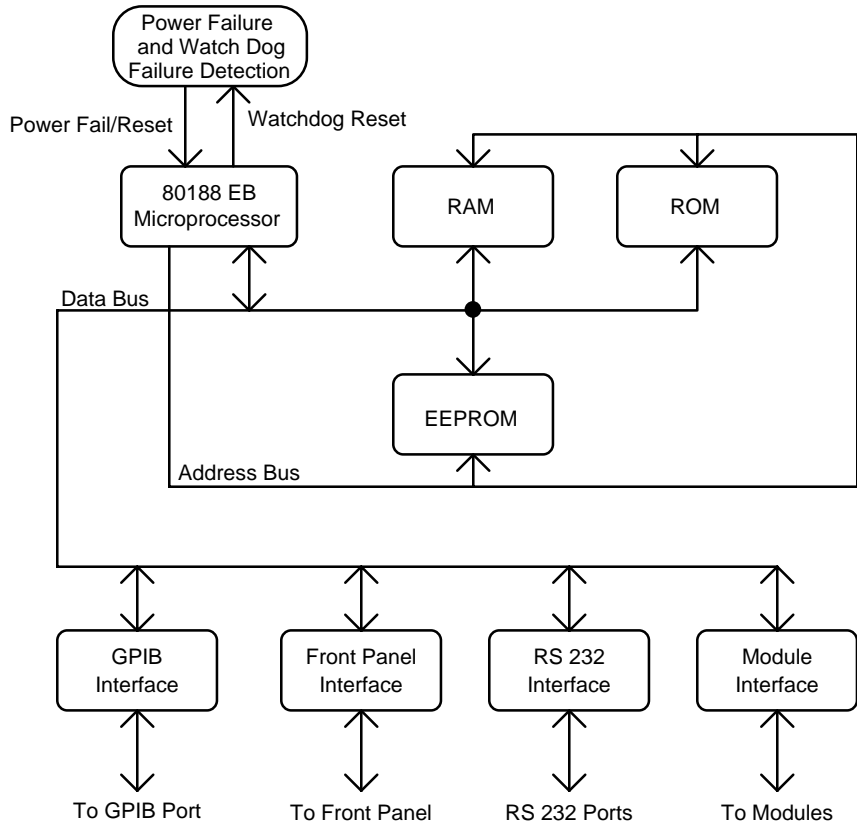 Power Failure
and Watch Dog
Failure Detection
Power Fail/Reset
Watchdog Reset
80188 EB
Microprocessor
RAM
ROM
Data Bus
EEPROM
Address Bus
GPIB
Interface
Front Panel
Interface
RS 232
Interface
Module
Interface
To GPIB Port
To Front Panel
RS 232 Ports
To Modules